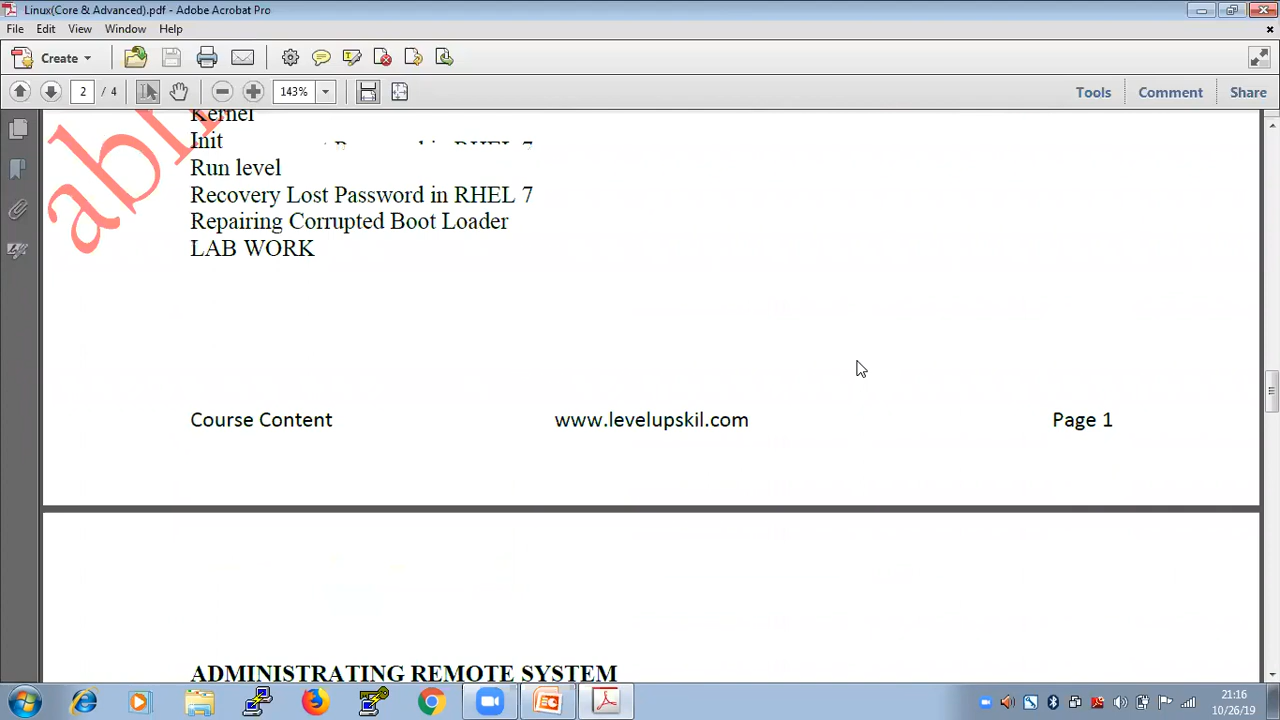 Linux(Core & Advanced).pdf - Adobe Acrobat Pro
File Edit View Window Help
Create
2 / 4 143% Tools Comment Share
Kernel
Init
Run level
Recovery Lost Password in RHEL 7
Repairing Corrupted Boot Loader
LAB WORK
Course Content www.levelupskil.com Page 1
ADMINISTRATING REMOTE SYSTEM
21:16
10/26/19